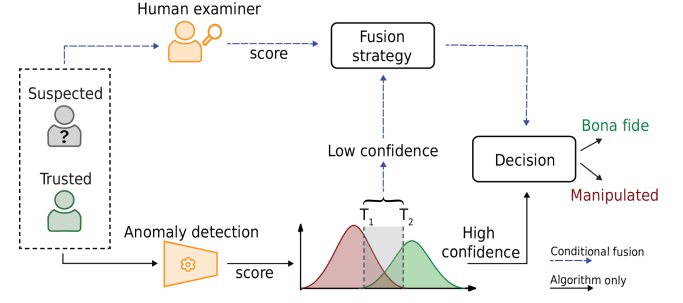 Human examiner
score
Fusion
strategy
Suspected
?
Trusted
Low confidence
Decision
Bona fide
Manipulated
Anomaly detection
score
T1 T2
High
confidence
Conditional fusion
Algorithm only